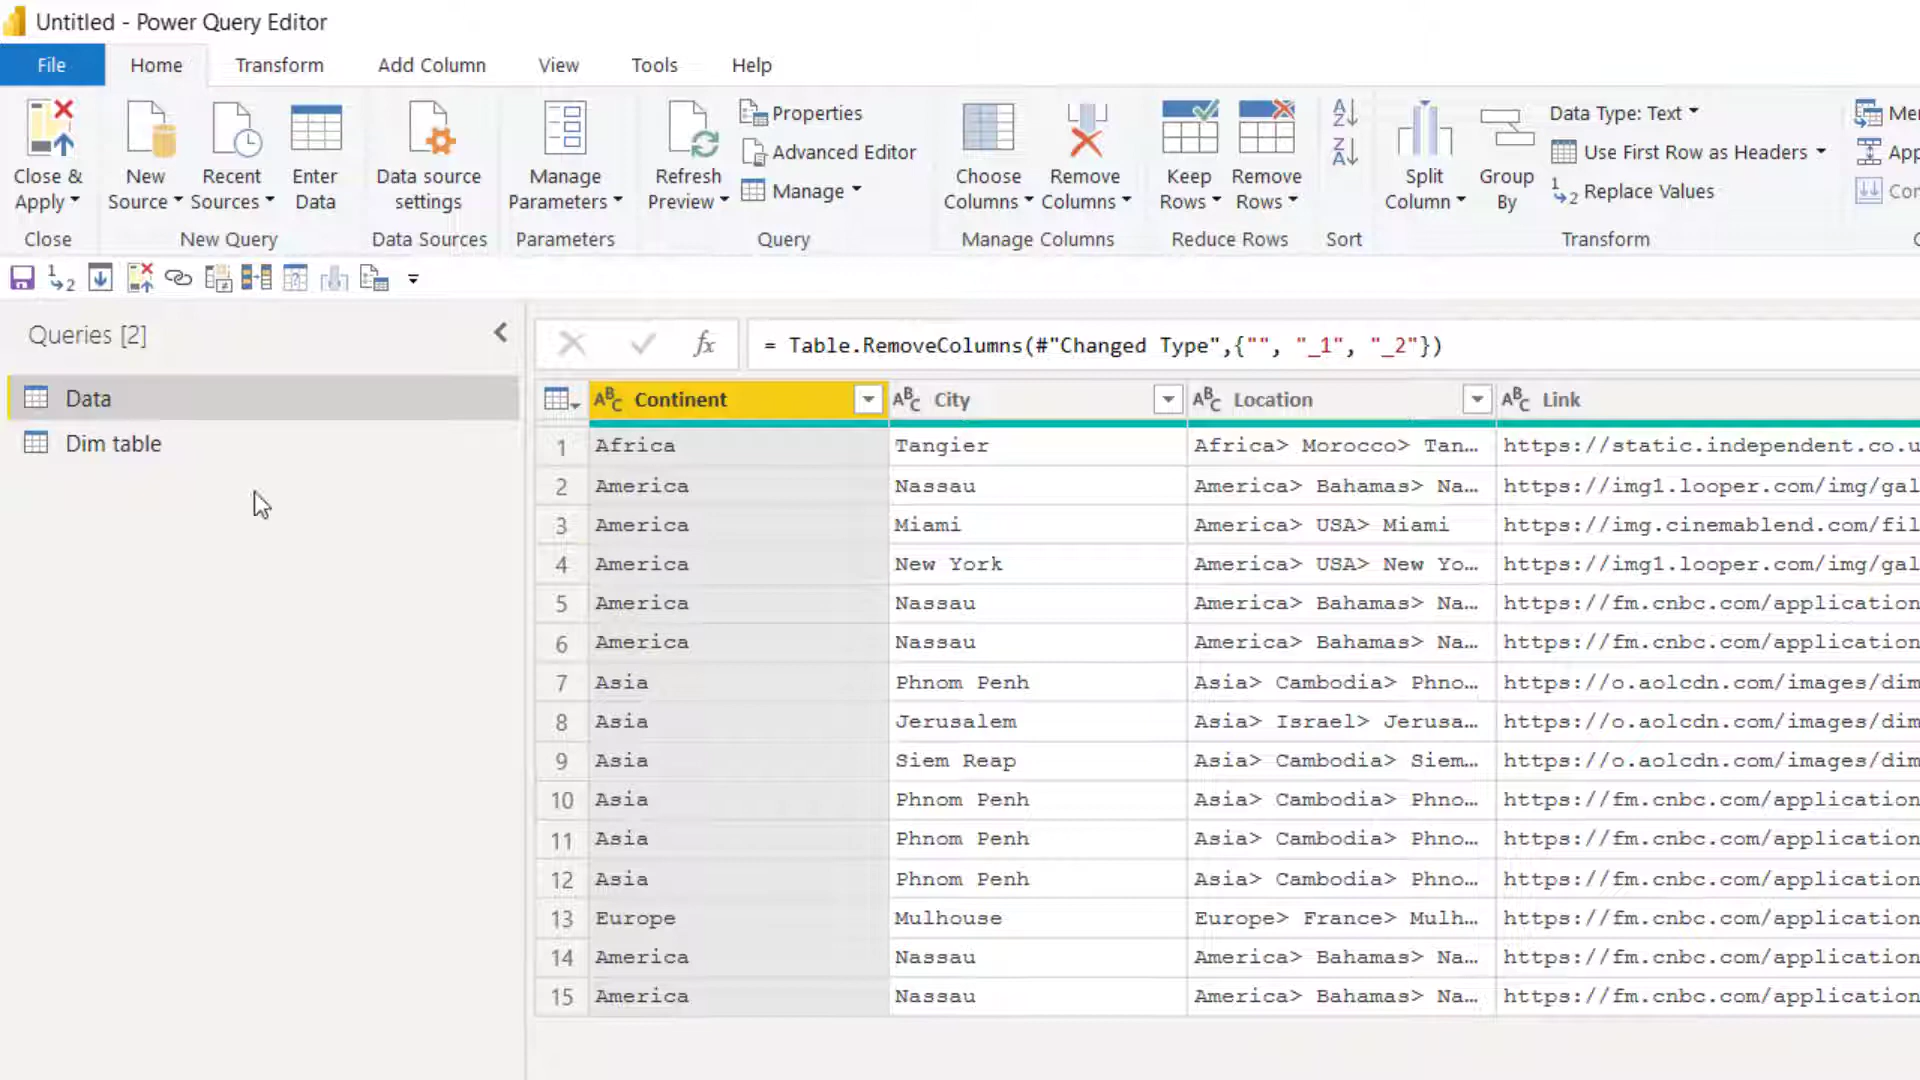 Untitled - Power Query Editor
File Home Transform Add Column View Tools Help
Close & Apply
New Source
Recent Sources
Enter Data
Data source settings
Manage Parameters
Refresh Preview
Properties
Advanced Editor
Manage
Choose Columns
Remove Columns
Keep Rows
Remove Rows
Split Column
Group By
Data Type: Text
Use First Row as Headers
Replace Values
Close New Query Data Sources Parameters Query Manage Columns Reduce Rows Sort Transform
Queries [2]
Data
Dim table
fx = Table.RemoveColumns(#"Changed Type",{"", "_1", "_2"})
Continent City Location Link
1 Africa Tangier Africa> Morocco> Tan… https://static.independent.co.u
2 America Nassau America> Bahamas> Na… https://img1.looper.com/img/gal
3 America Miami America> USA> Miami https://img.cinemablend.com/fil
4 America New York America> USA> New Yo… https://img1.looper.com/img/gal
5 America Nassau America> Bahamas> Na… https://fm.cnbc.com/application
6 America Nassau America> Bahamas> Na… https://fm.cnbc.com/application
7 Asia Phnom Penh Asia> Cambodia> Phno… https://o.aolcdn.com/images/dim
8 Asia Jerusalem Asia> Israel> Jerusa… https://o.aolcdn.com/images/dim
9 Asia Siem Reap Asia> Cambodia> Siem… https://o.aolcdn.com/images/dim
10 Asia Phnom Penh Asia> Cambodia> Phno… https://fm.cnbc.com/application
11 Asia Phnom Penh Asia> Cambodia> Phno… https://fm.cnbc.com/application
12 Asia Phnom Penh Asia> Cambodia> Phno… https://fm.cnbc.com/application
13 Europe Mulhouse Europe> France> Mulh… https://fm.cnbc.com/application
14 America Nassau America> Bahamas> Na… https://fm.cnbc.com/application
15 America Nassau America> Bahamas> Na… https://fm.cnbc.com/application